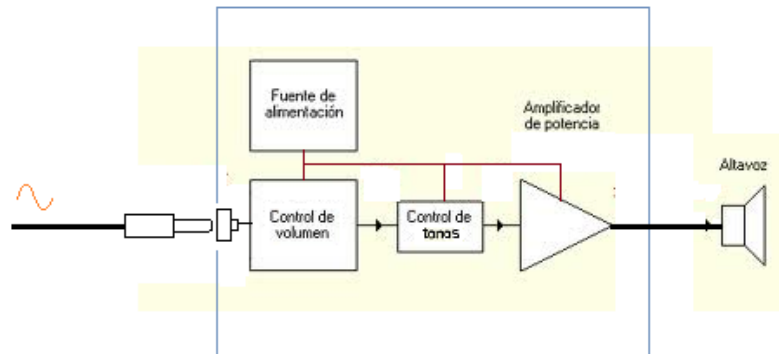 Fuente de
alimentación
Amplificador
de potencia
Altavoz
Control de
volumen
Control de
tonos